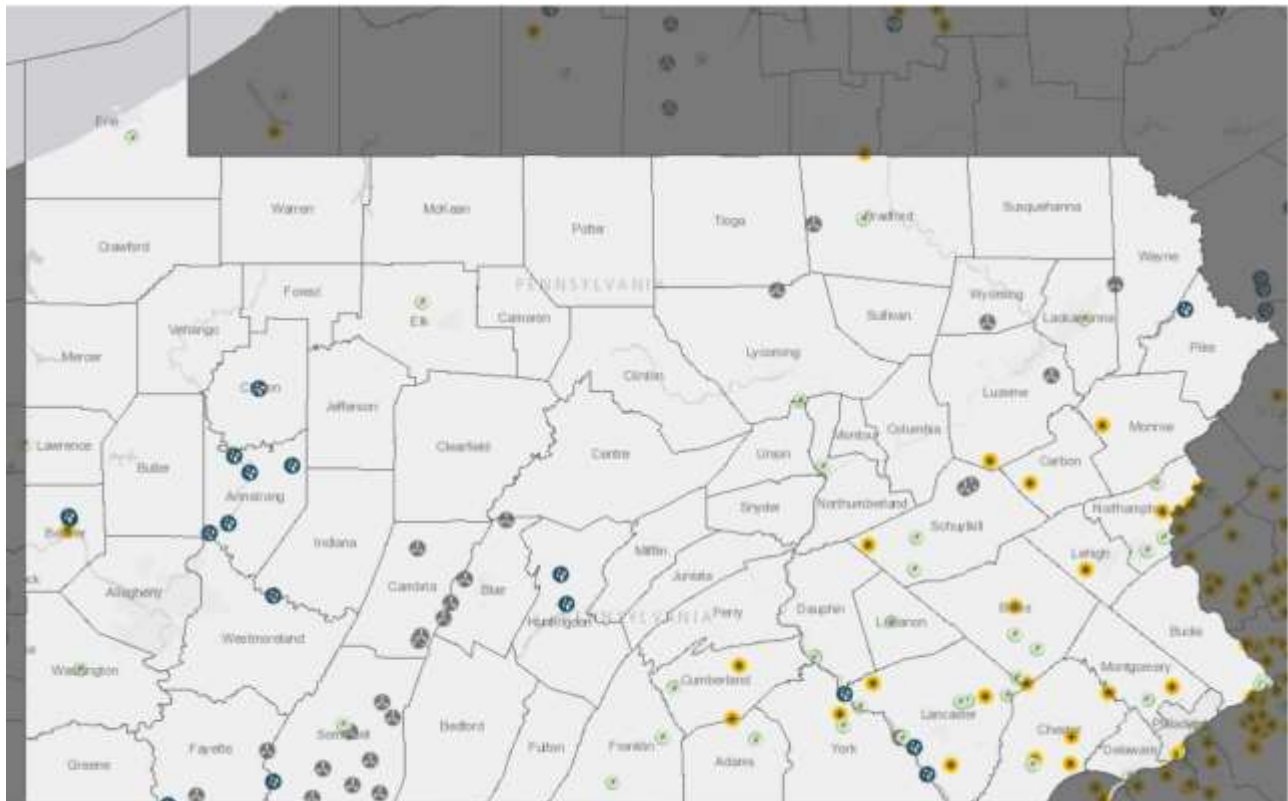 Erie
Warren
McKean
Tioga
Bradford
Susquehanna
Potter
Crawford
Wayne
PENNSYLVANIA
Forest
Wyoming
Elk
Cameron
Venango
Sullivan
Lackawanna
Mercer
Lycoming
Pike
Clinton
Clarion
Luzerne
Jefferson
Monroe
Lawrence
Clearfield
Centre
Union
Montour
Columbia
Butler
Carbon
Armstrong
Snyder
Northumberland
Northampton
Schuylkill
Beaver
Indiana
Mifflin
Lehigh
Juniata
Allegheny
Cambria
Blair
Berks
Perry
Dauphin
Huntingdon
PENNSYLVANIA
Lebanon
Westmoreland
Bucks
Washington
Montgomery
Cumberland
Lancaster
Somerset
Bedford
Chester
Fayette
Fulton
Franklin
York
Delaware
Greene
Adams